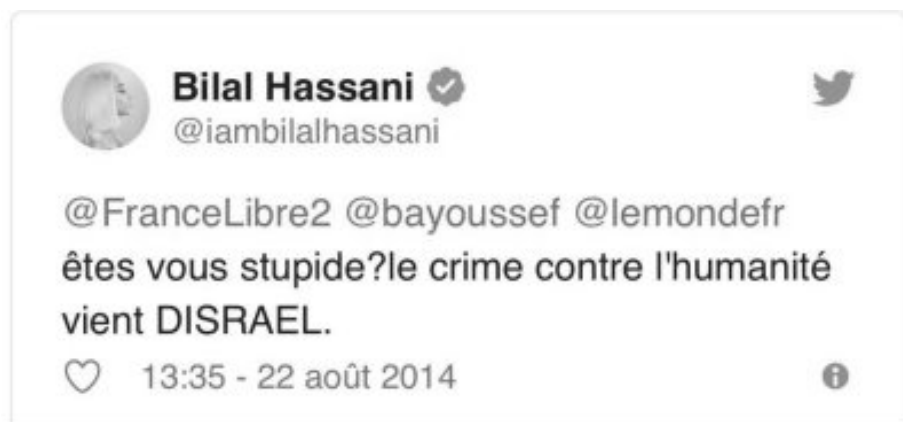 Bilal Hassani
@iambilalhassani
@FranceLibre2 @bayoussef @lemondefr
êtes vous stupide?le crime contre l'humanité
vient DISRAEL.
13:35 - 22 août 2014